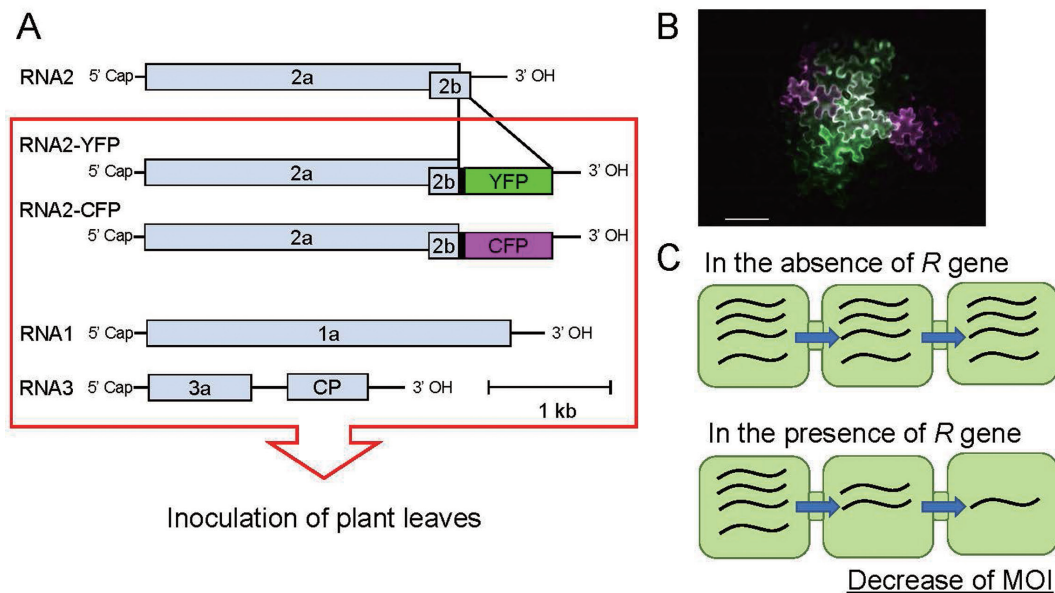 A
RNA2 5’ Cap 2a 2b 3’ OH
RNA2-YFP
5’ Cap 2a 2b YFP 3’ OH
RNA2-CFP
5’ Cap 2a 2b CFP 3’ OH
RNA1 5’ Cap 1a 3’ OH
RNA3 5’ Cap 3a CP 3’ OH
1 kb
Inoculation of plant leaves
B
C
In the absence of R gene
In the presence of R gene
Decrease of MOI